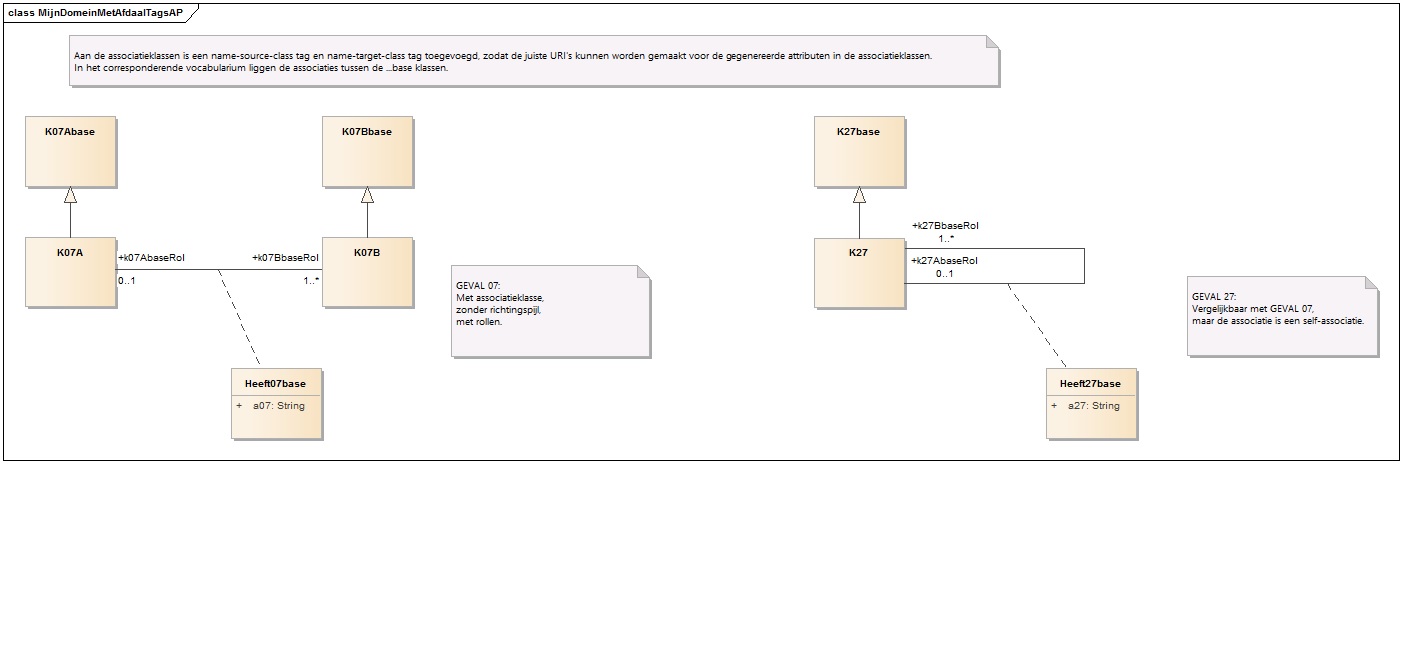 class MijnDomeinMetAfdaalTagsAP
Aan de associatieklassen is een name-source-class tag en name-target-class tag toegevoegd, zodat de juiste URI's kunnen worden gemaakt voor de gegenereerde attributen in de associatieklassen.
In het corresponderende vocabularium liggen de associaties tussen de ...base klassen.
K07Abase
K07Bbase
K27base
K07A
+k07AbaseRol
0..1
+k07BbaseRol
1..*
K07B
K27
+k27BbaseRol
1..*
+k27AbaseRol
0..1
GEVAL 07:
Met associatieklasse,
zonder richtingspijl,
met rollen.
GEVAL 27:
Vergelijkbaar met GEVAL 07,
maar de associatie is een self-associatie.
Heeft07base
+ a07: String
Heeft27base
+ a27: String